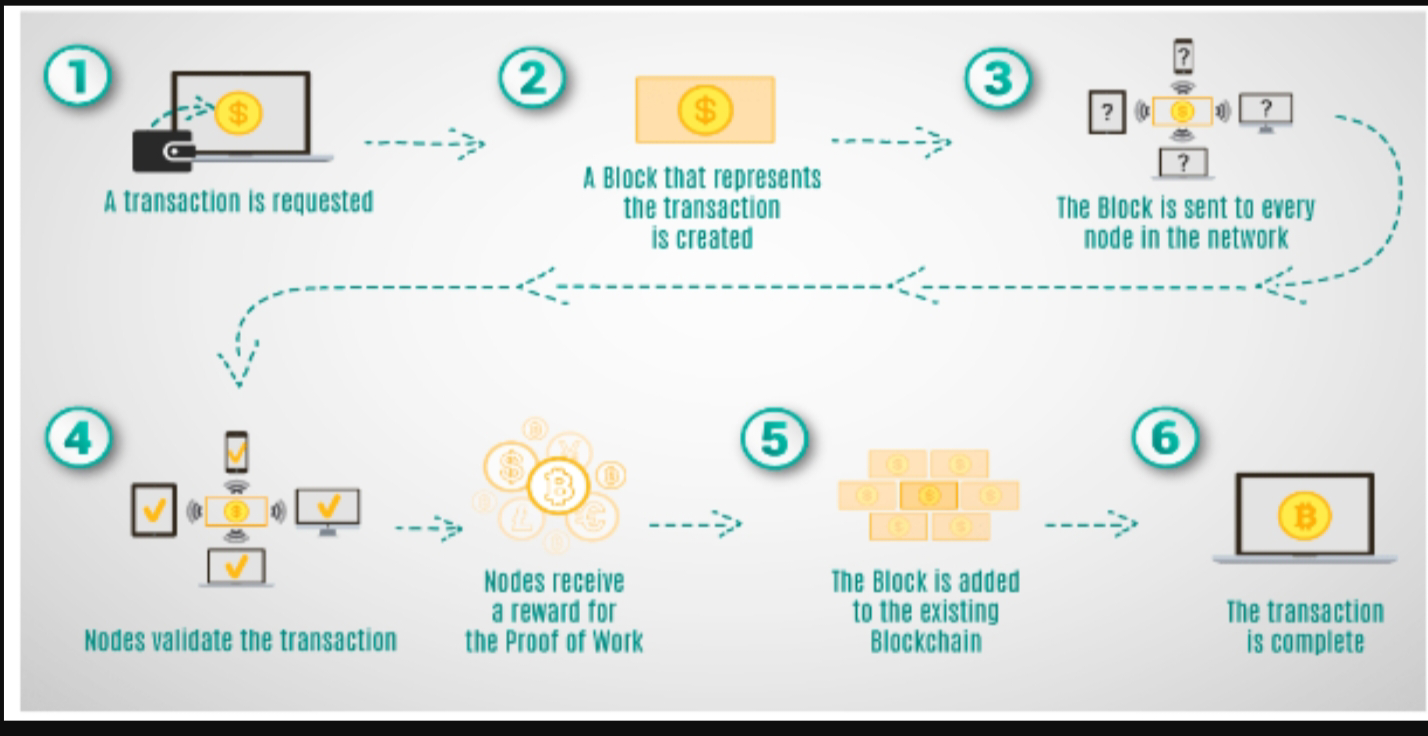 1
A transaction is requested
2
A Block that represents
the transaction
is created
3
?
?
?
?
The Block is sent to every
node in the network
4
Nodes validate the transaction
Nodes receive
a reward for
the Proof of Work
5
The Block is added
to the existing
Blockchain
6
The transaction
is complete